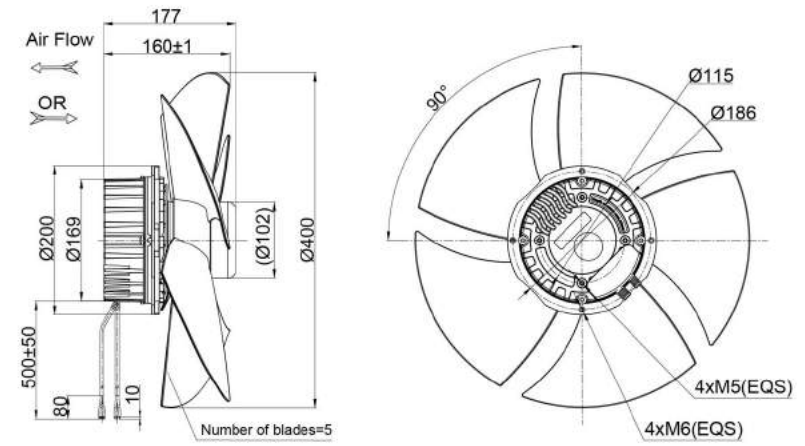 177
160±1
Air Flow
OR
Ø200
Ø169
(Ø102)
Ø400
500±50
80
10
Number of blades=5
90°
Ø115
Ø186
4xM5(EQS)
4xM6(EQS)